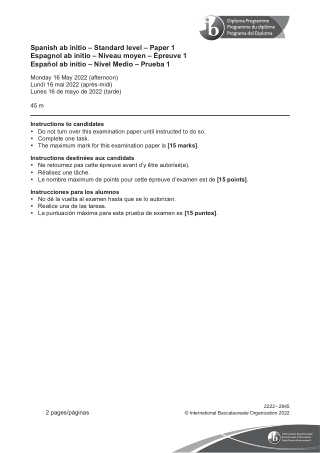 Diploma Programme
Programme du diplôme
Programa del Diploma
Spanish ab initio – Standard level – Paper 1
Espagnol ab initio – Niveau moyen – Épreuve 1
Español ab initio – Nivel Medio – Prueba 1
Monday 16 May 2022 (afternoon)
Lundi 16 mai 2022 (après-midi)
Lunes 16 de mayo de 2022 (tarde)
45 m
Instructions to candidates
• Do not turn over this examination paper until instructed to do so.
• Complete one task.
• The maximum mark for this examination paper is [15 marks].
Instructions destinées aux candidats
• Ne retournez pas cette épreuve avant d'y être autorisé(e).
• Réalisez une tâche.
• Le nombre maximum de points pour cette épreuve d'examen est de [15 points].
Instrucciones para los alumnos
• No dé la vuelta al examen hasta que se lo autoricen.
• Realice una de las tareas.
• La puntuación máxima para esta prueba de examen es [15 puntos].
2 pages/páginas
2222–2845
© International Baccalaureate Organization 2022